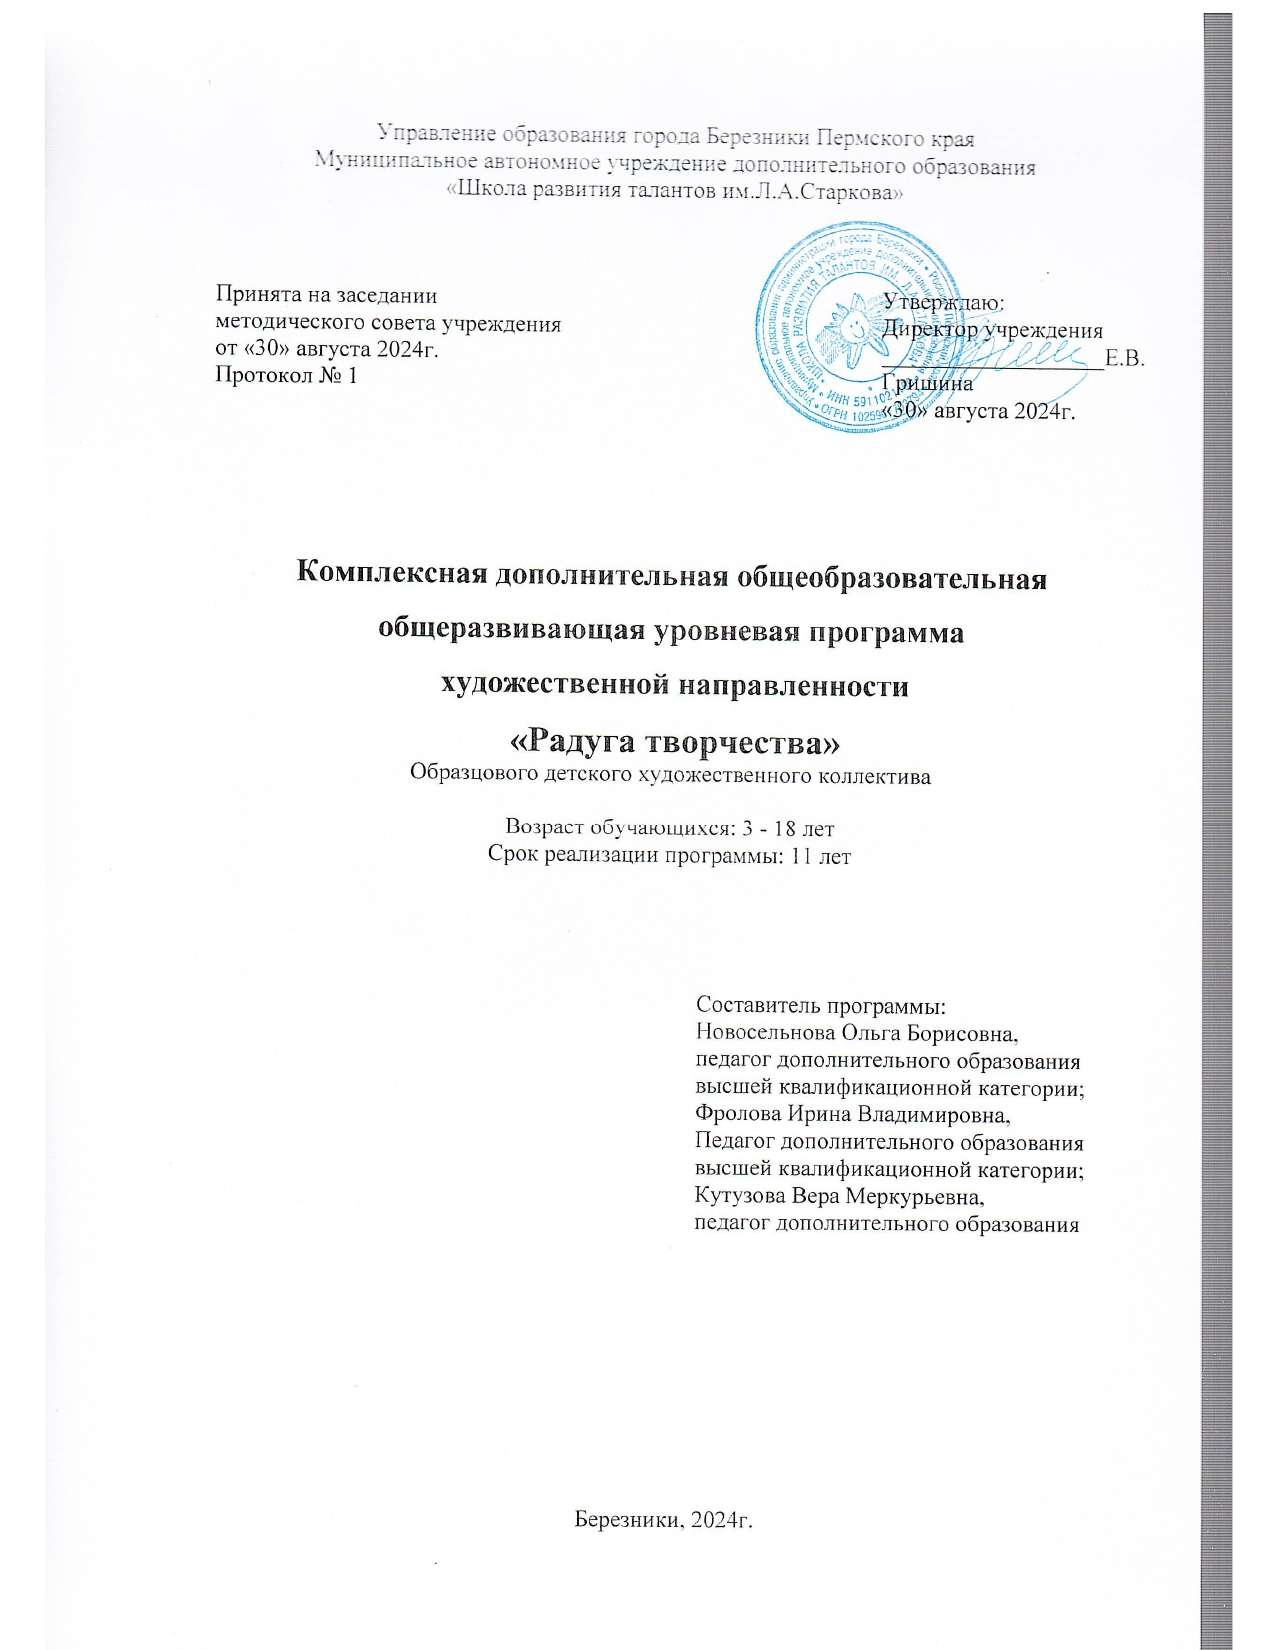 Управление образования города Березники Пермского края
Муниципальное автономное учреждение дополнительного образования
«Школа развития талантов им.Л.А.Старкова»
Принята на заседании
методического совета учреждения
от «30» августа 2024г.
Протокол № 1
Утверждаю:
Директор учреждения
Е.В.
Гришина
«30» августа 2024г.
Комплексная дополнительная общеобразовательная
общеразвивающая уровневая программа
художественной направленности
«Радуга творчества»
Образцового детского художественного коллектива
Возраст обучающихся: 3 - 18 лет
Срок реализации программы: 11 лет
Составитель программы:
Новосельнова Ольга Борисовна,
педагог дополнительного образования
высшей квалификационной категории;
Фролова Ирина Владимировна,
Педагог дополнительного образования
высшей квалификационной категории;
Кутузова Вера Меркурьевна,
педагог дополнительного образования
Березники, 2024г.